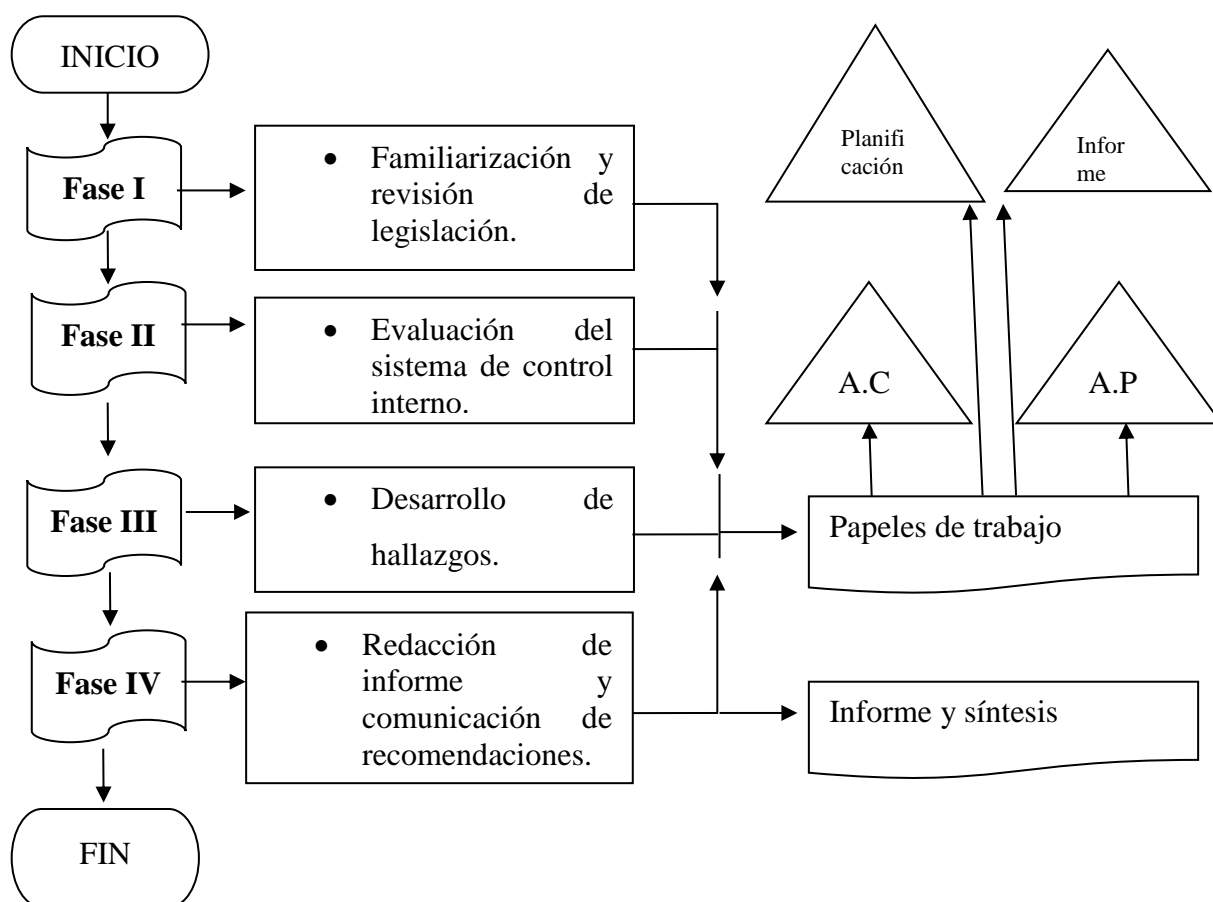 INICIO
Fase I
• Familiarización y
revisión de
legislación.
Fase II
• Evaluación del
sistema de control
interno.
Fase III
• Desarrollo de
hallazgos.
Fase IV
• Redacción de
informe y
comunicación de
recomendaciones.
FIN
Planifi
cación
Infor
me
A.C
A.P
Papeles de trabajo
Informe y síntesis